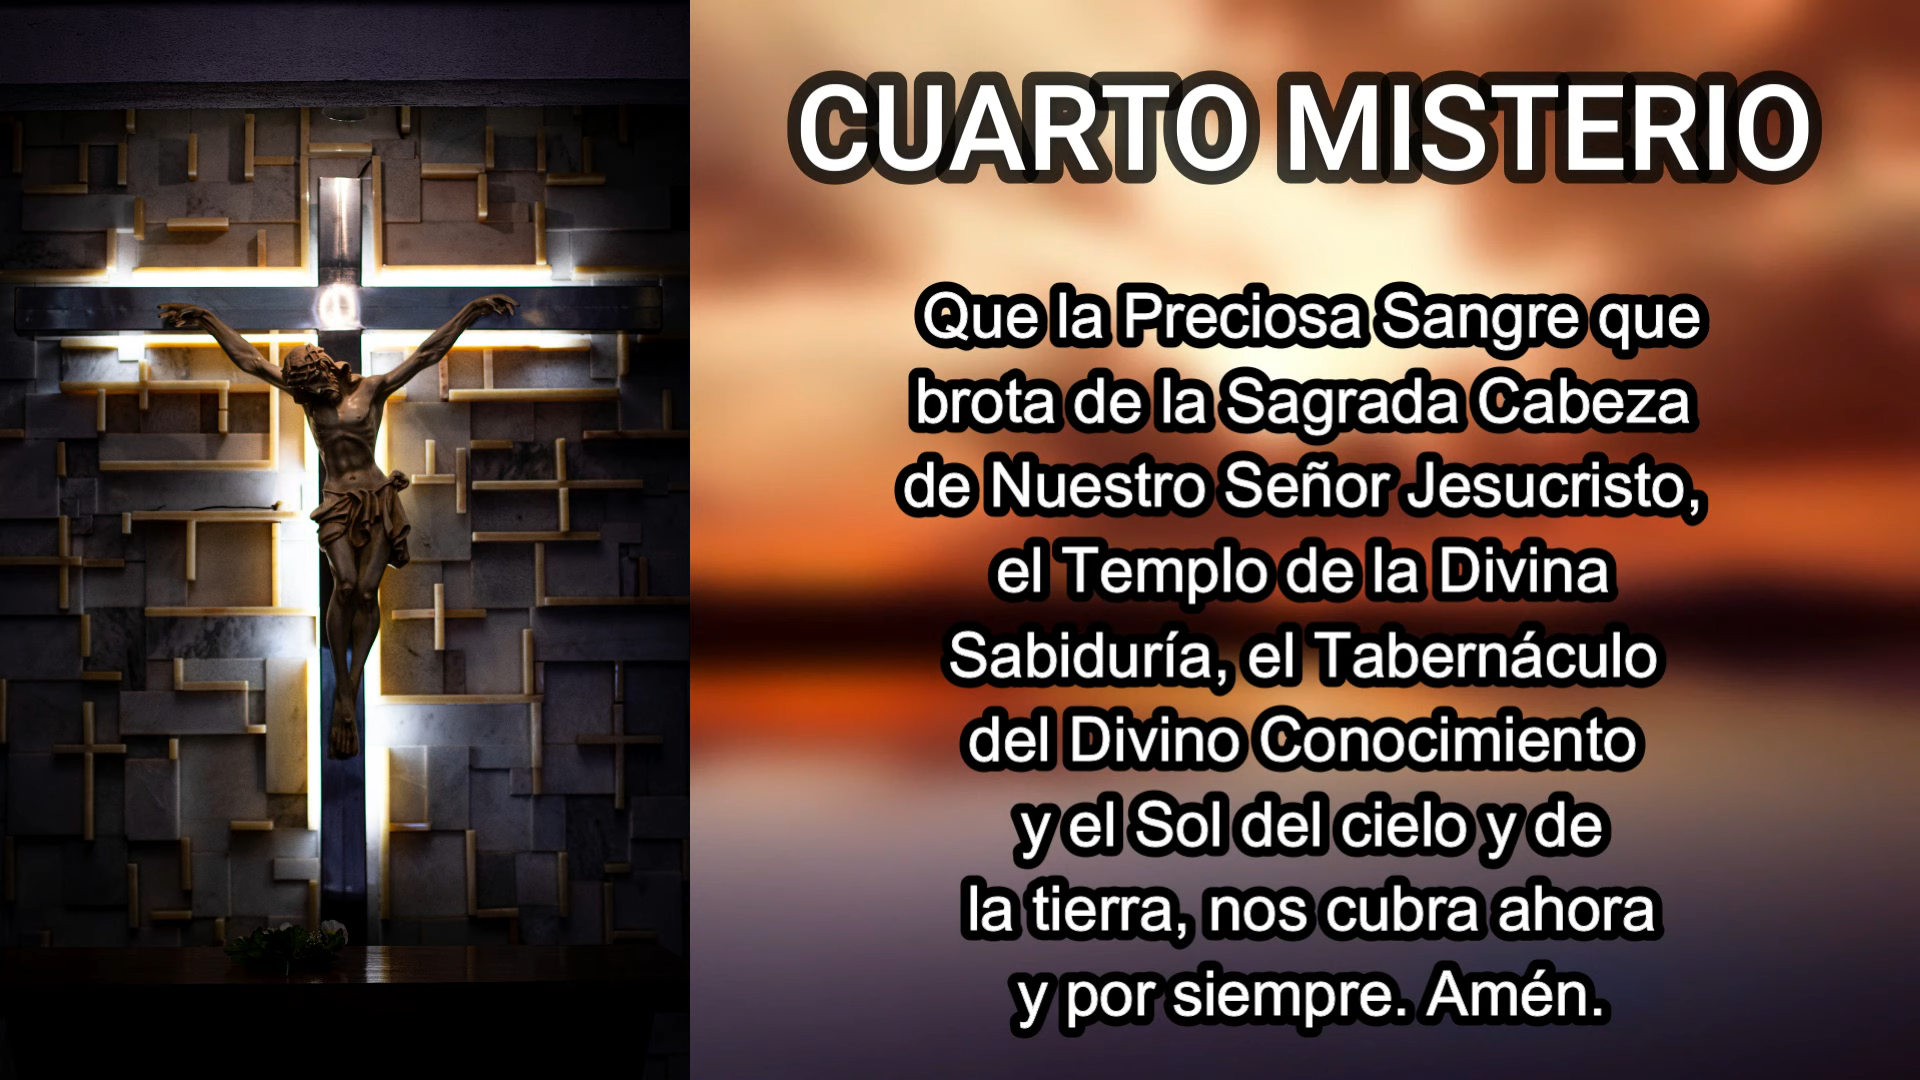 CUARTO MISTERIO
Que la Preciosa Sangre que
brota de la Sagrada Cabeza
de Nuestro Señor Jesucristo,
el Templo de la Divina
Sabiduría, el Tabernáculo
del Divino Conocimiento
y el Sol del cielo y de
la tierra, nos cubra ahora
y por siempre. Amén.